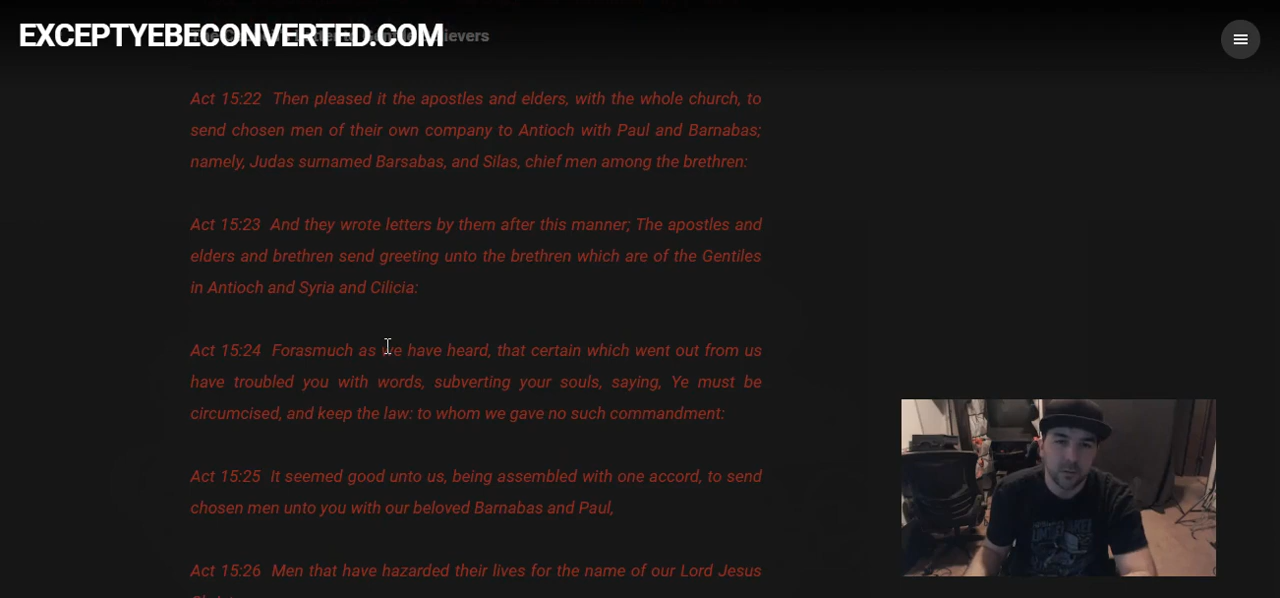 EXCEPTYEBECONVERTED.COM
Believers
Act 15:22 Then pleased it the apostles and elders, with the whole church, to
send chosen men of their own company to Antioch with Paul and Barnabas;
namely, Judas surnamed Barsabas, and Silas, chief men among the brethren:
Act 15:23 And they wrote letters by them after this manner; The apostles and
elders and brethren send greeting unto the brethren which are of the Gentiles
in Antioch and Syria and Cilicia:
Act 15:24 Forasmuch as we have heard, that certain which went out from us
have troubled you with words, subverting your souls, saying, Ye must be
circumcised, and keep the law: to whom we gave no such commandment:
Act 15:25 It seemed good unto us, being assembled with one accord, to send
chosen men unto you with our beloved Barnabas and Paul,
Act 15:26 Men that have hazarded their lives for the name of our Lord Jesus